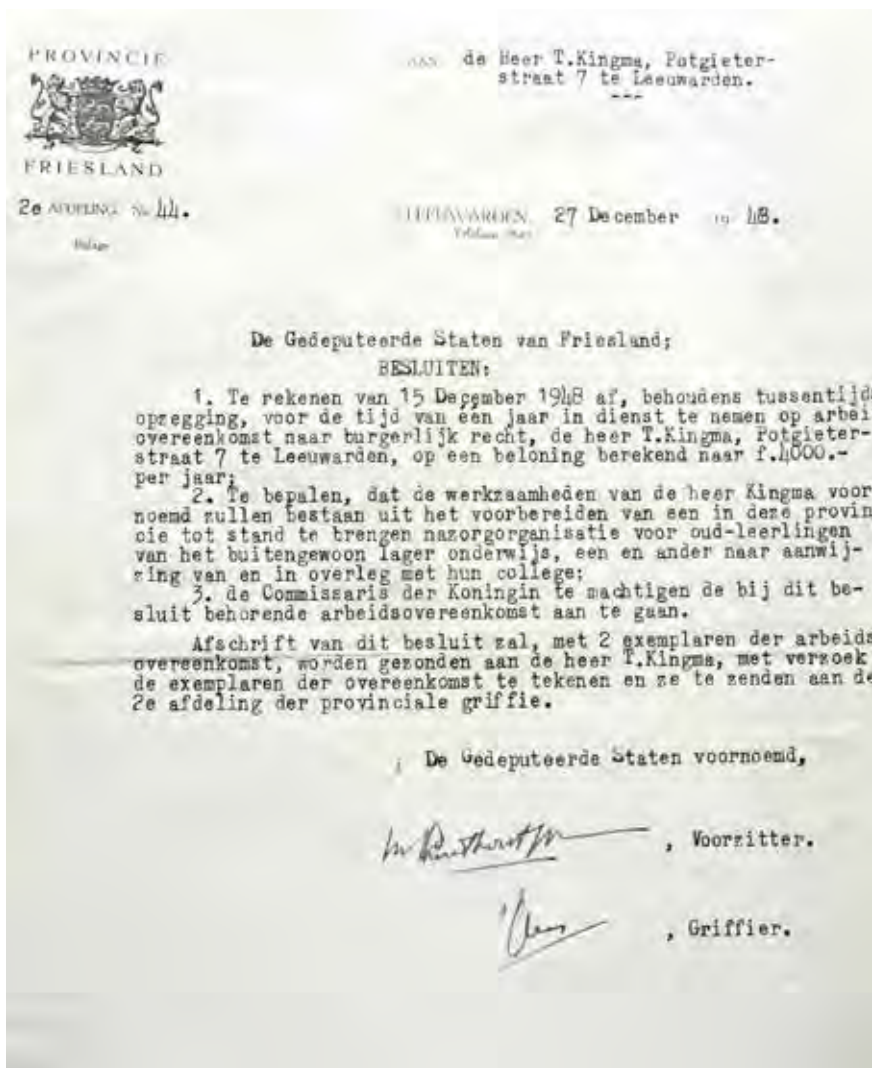 PROVINCIE
FRIESLAND
2e AFDELING No 44.
Bijlage
AAN de Heer T.Kingma, Potgieter-
straat 7 te Leeuwarden.
---
LEEUWARDEN 27 December 19 48.
De Gedeputeerde Staten van Friesland;
BESLUITEN:
1. Te rekenen van 15 December 1948 af, behoudens tussentijds
opzegging, voor de tijd van een jaar in dienst te nemen op arbei
overeenkomst naar burgerlijk recht, de heer T.Kingma, Potgieter-
straat 7 te Leeuwarden, op een beloning berekend naar f.4000.-
per jaar;
2. Te bepalen, dat de werkzaamheden van de heer Kingma voor
noemd zullen bestaan uit het voorbereiden van een in deze provin
cie tot stand te brengen nazorgorganisatie voor oud-leerlingen
van het buitengewoon lager onderwijs, een en ander naar aanwij-
zing van en in overleg met hun college;
3. de Commissaris der Koningin te machtigen de bij dit be-
sluit behorende arbeidsovereenkomst aan te gaan.
Afschrift van dit besluit zal, met 2 exemplaren der arbeids
overeenkomst, worden gezonden aan de heer T.Kingma, met verzoek
de exemplaren der overeenkomst te tekenen en ze te zenden aan de
2e afdeling der provinciale griffie.
De Gedeputeerde Staten voornoemd,
, Voorzitter.
, Griffier.